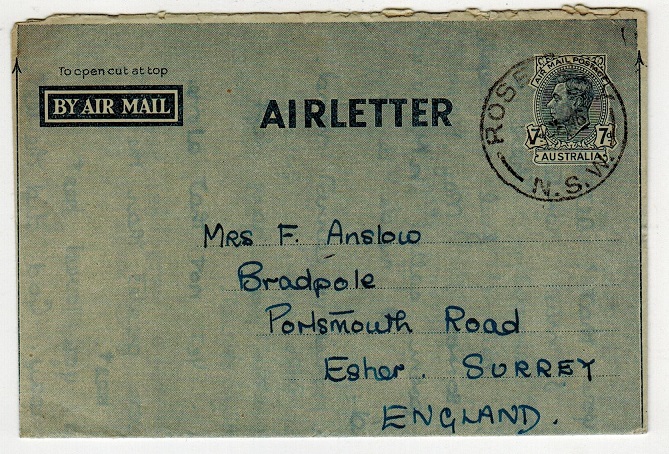 To open cut at top
BY AIR MAIL
AIRLETTER
AIR MAIL POSTAGE
7d 7d
AUSTRALIA
N.S.W.
Mrs F. Anslow
Bradpole
Portsmouth Road
Esher. SURREY
ENGLAND.